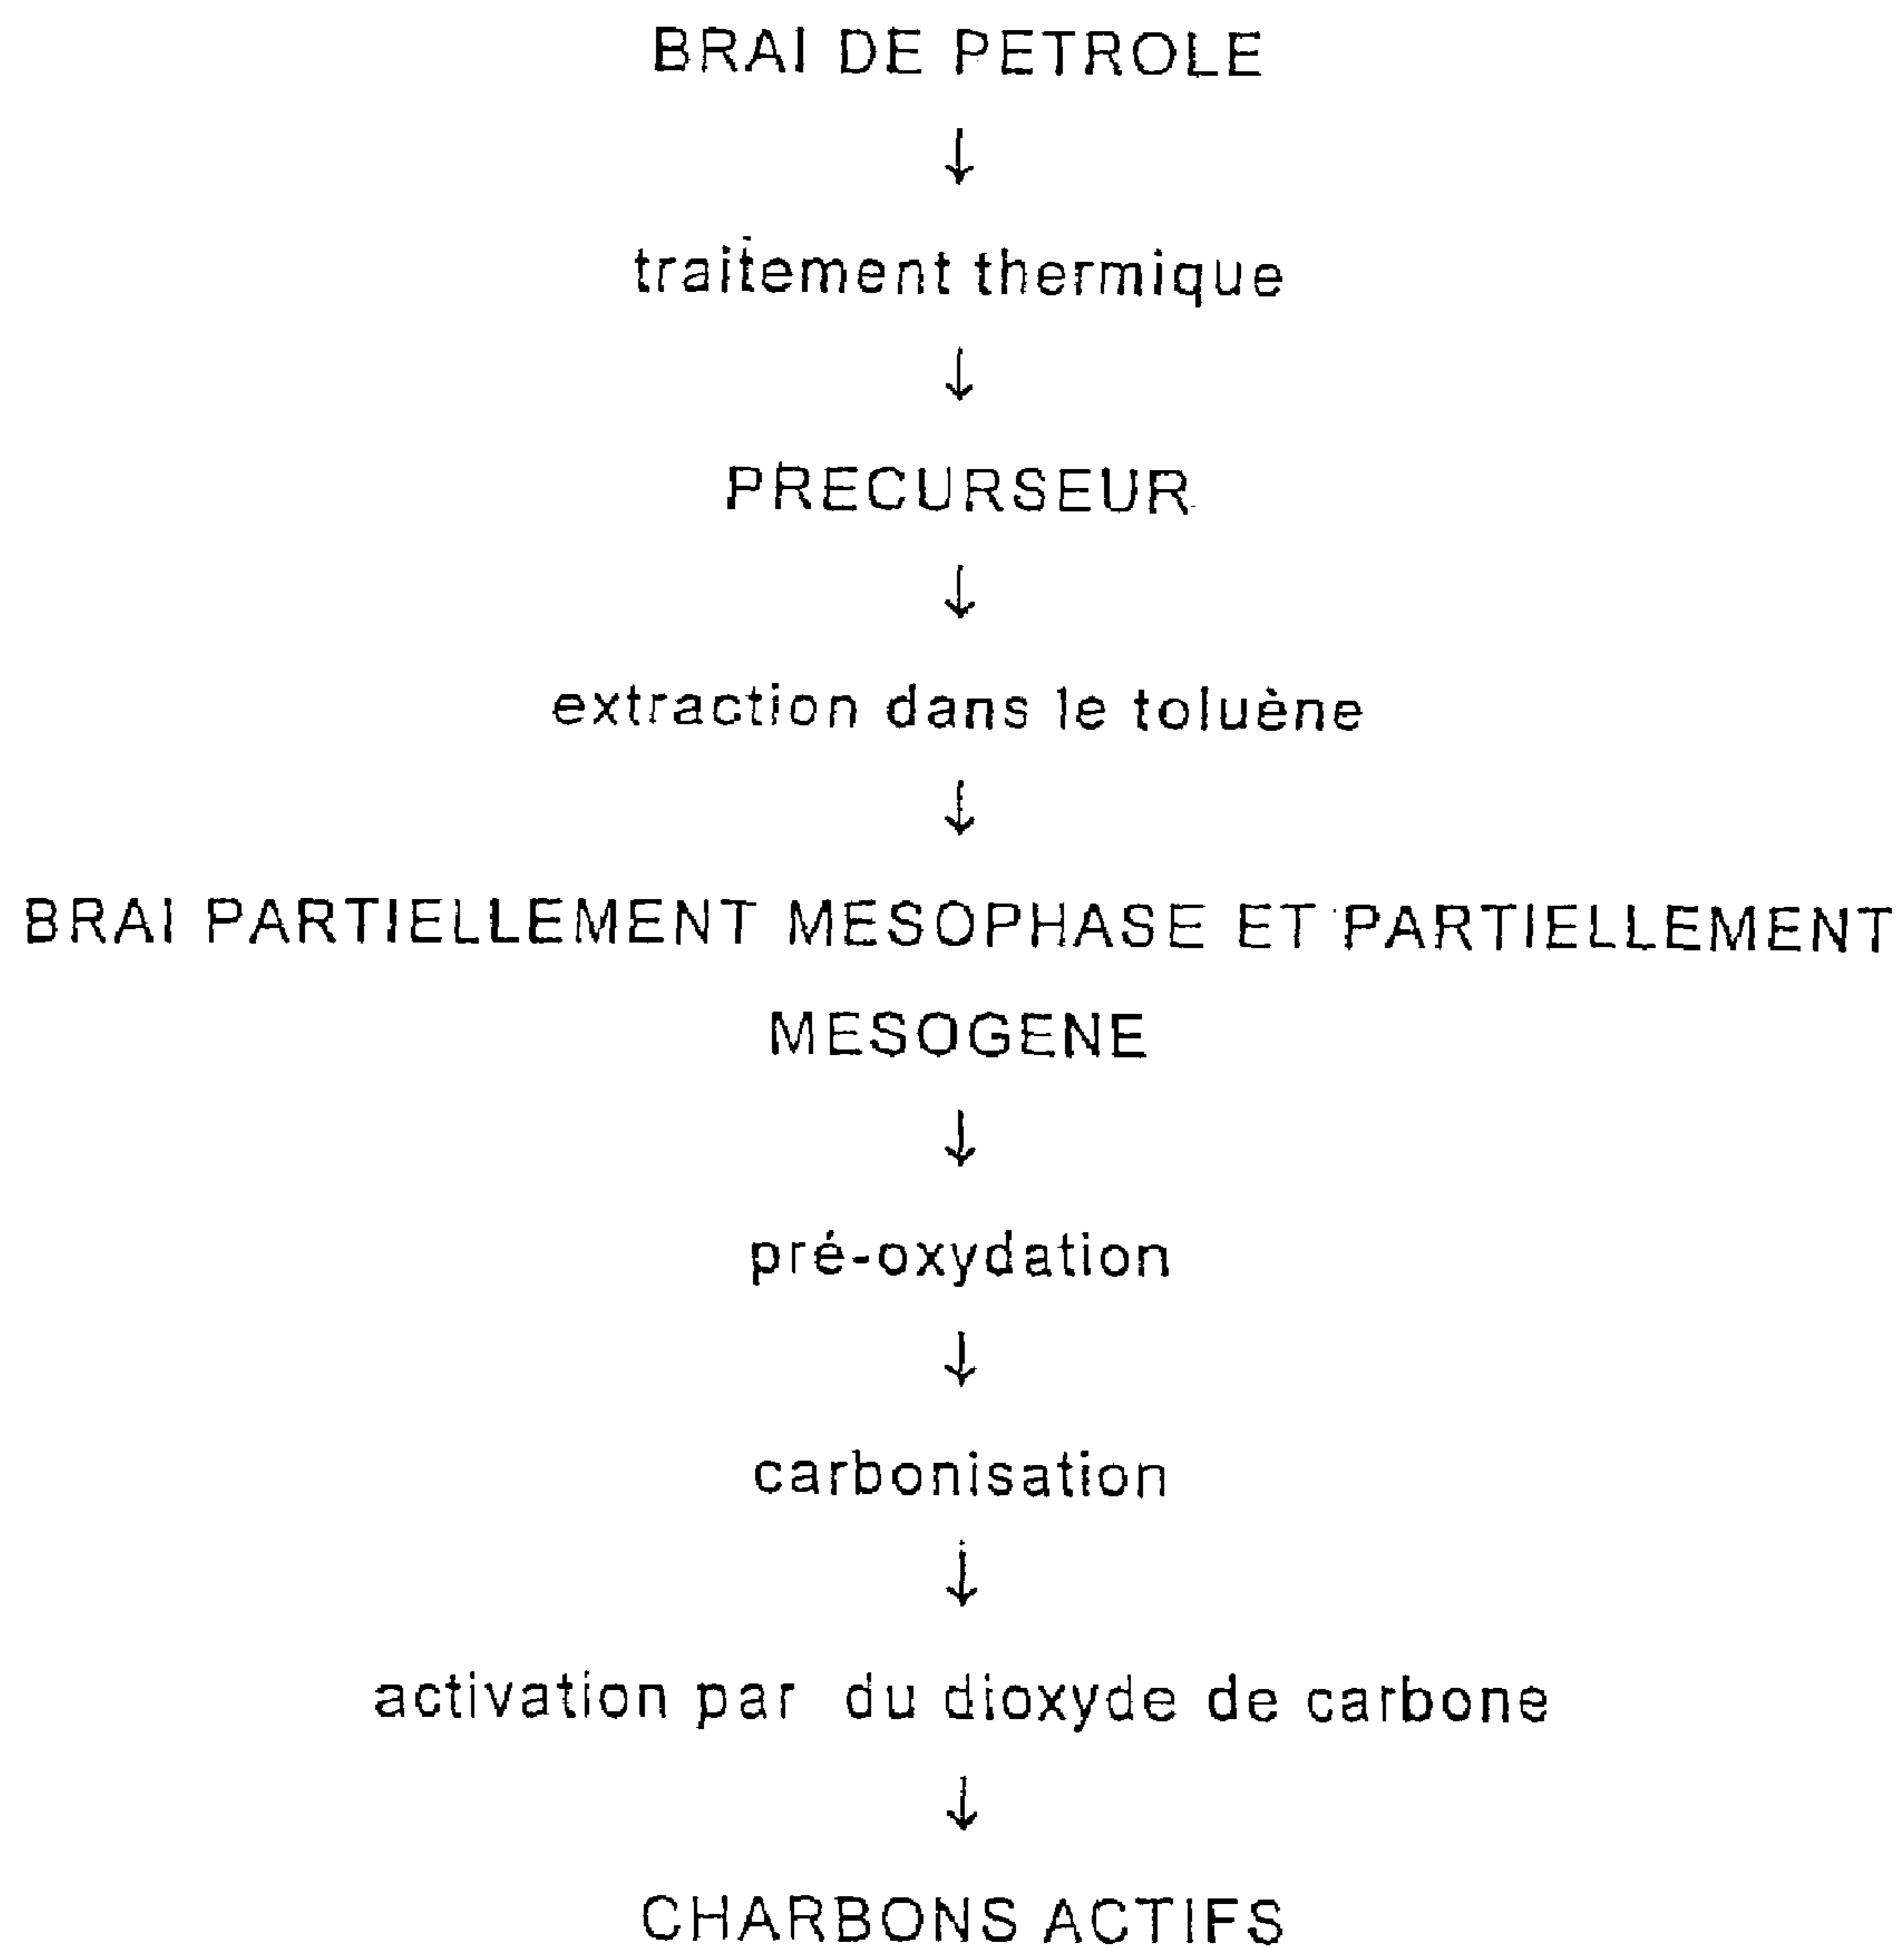 BRAI DE PETROLE
↓
traitement thermique
↓
PRECURSEUR
↓
extraction dans le toluène
↓
BRAI PARTIELLEMENT MESOPHASE ET PARTIELLEMENT
MESOGENE
↓
pré-oxydation
↓
carbonisation
↓
activation par du dioxyde de carbone
↓
CHARBONS ACTIFS